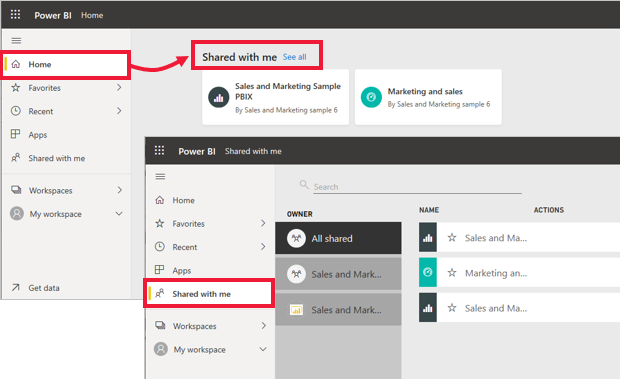 Power BI Home
Home
Favorites
Recent
Apps
Shared with me
Workspaces
My workspace
Get data
Shared with me See all
Sales and Marketing Sample
PBIX
By Sales and Marketing sample 6
Marketing and sales
By Sales and Marketing sample 6
Power BI Shared with me
Home
Favorites
Recent
Apps
Shared with me
Workspaces
My workspace
Search
OWNER
All shared
Sales and Mark...
Sales and Mark...
NAME ACTIONS
Sales and Ma...
Marketing an...
Sales and Ma...